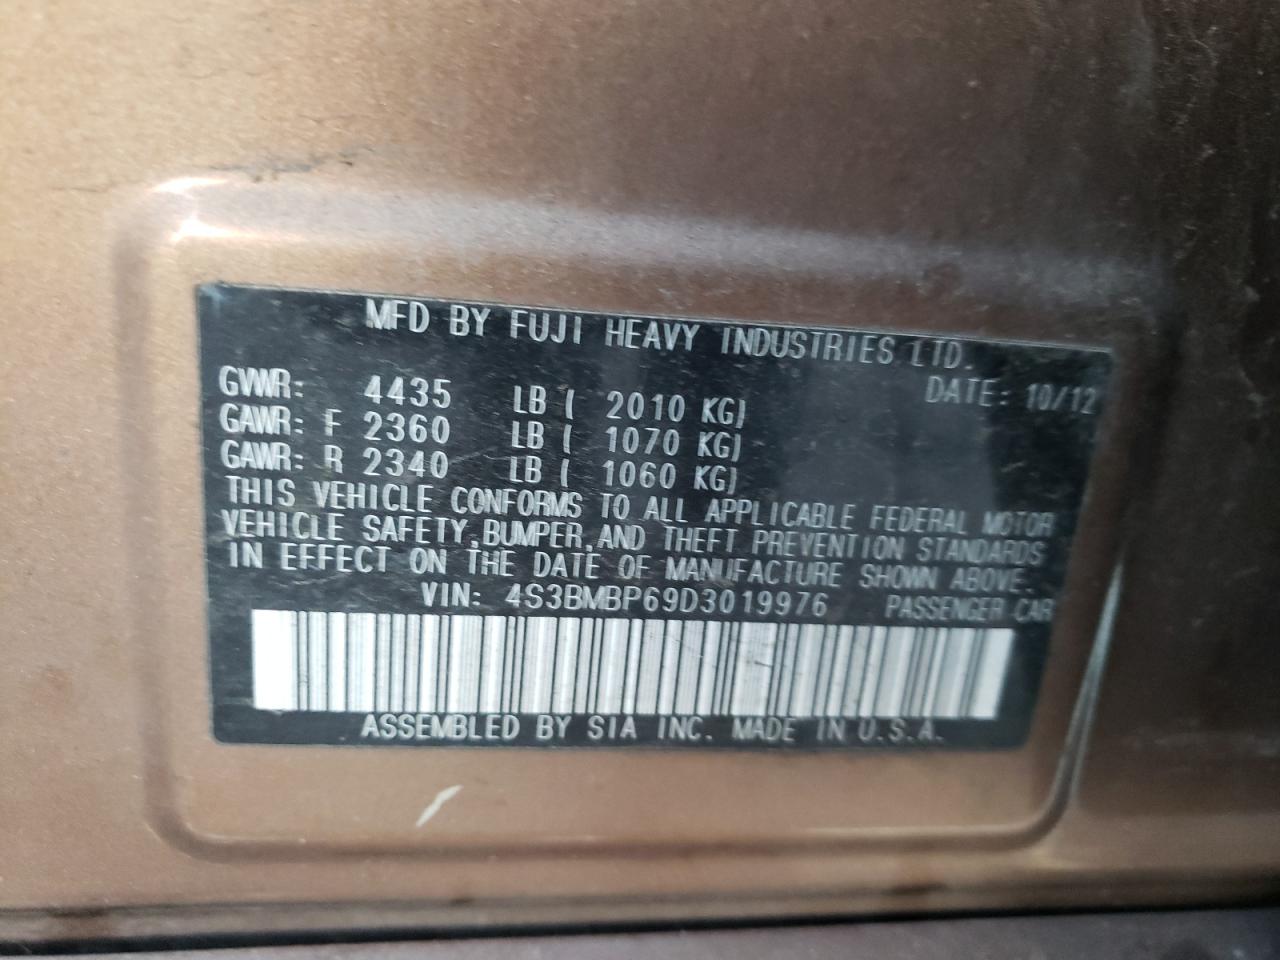 MFD BY FUJI HEAVY INDUSTRIES LTD.
DATE: 10/12
GVWR: 4435 LB ( 2010 KG)
GAWR: F 2360 LB ( 1070 KG)
GAWR: R 2340 LB ( 1060 KG)
THIS VEHICLE CONFORMS TO ALL APPLICABLE FEDERAL MOTOR
VEHICLE SAFETY, BUMPER, AND THEFT PREVENTION STANDARDS
IN EFFECT ON THE DATE OF MANUFACTURE SHOWN ABOVE.
VIN: 4S3BMBP69D3019976 PASSENGER CAR
ASSEMBLED BY SIA INC. MADE IN U.S.A.